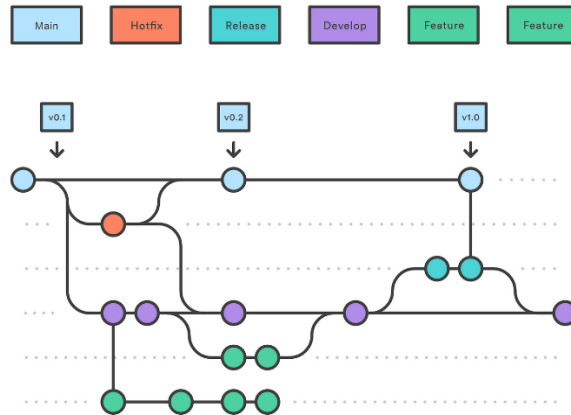 Main
Hotfix
Release
Develop
Feature
Feature
v0.1
v0.2
v1.0